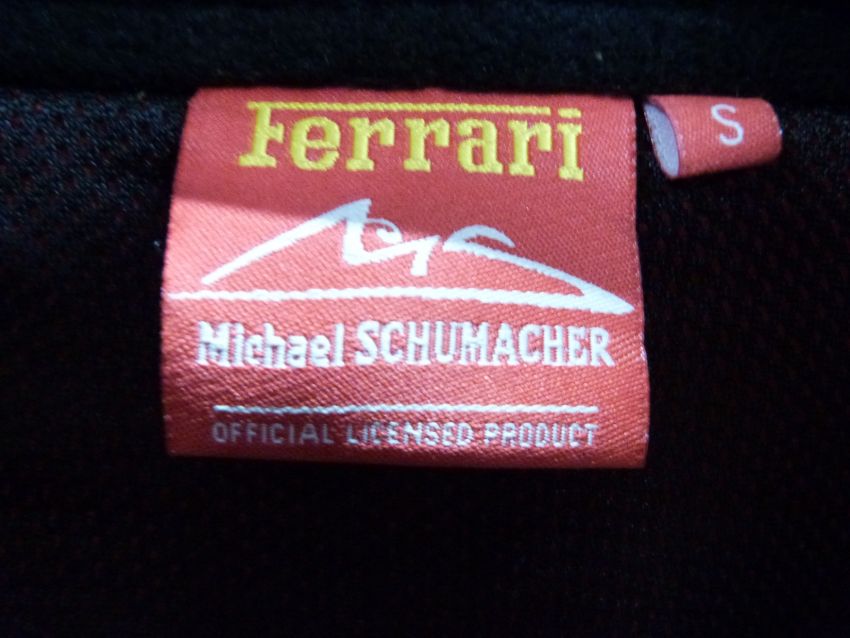 Ferrari
S
Michael SCHUMACHER
OFFICIAL LICENSED PRODUCT